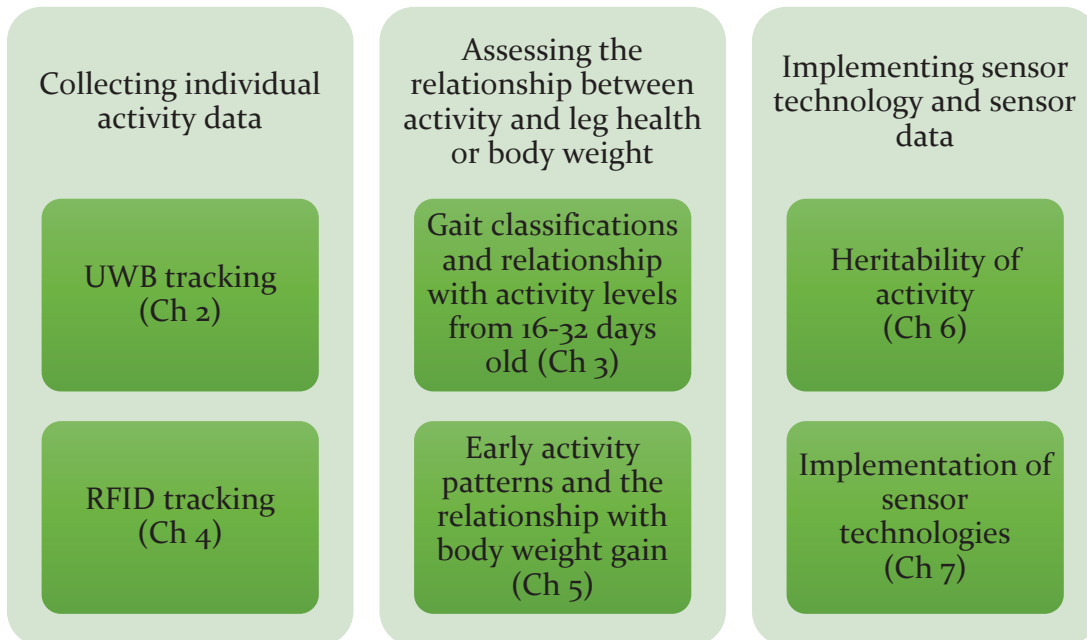 Collecting individual
activity data
UWB tracking
(Ch 2)
RFID tracking
(Ch 4)
Assessing the
relationship between
activity and leg health
or body weight
Gait classifications
and relationship
with activity levels
from 16-32 days
old (Ch 3)
Early activity
patterns and the
relationship with
body weight gain
(Ch 5)
Implementing sensor
technology and sensor
data
Heritability of
activity
(Ch 6)
Implementation of
sensor
technologies
(Ch 7)